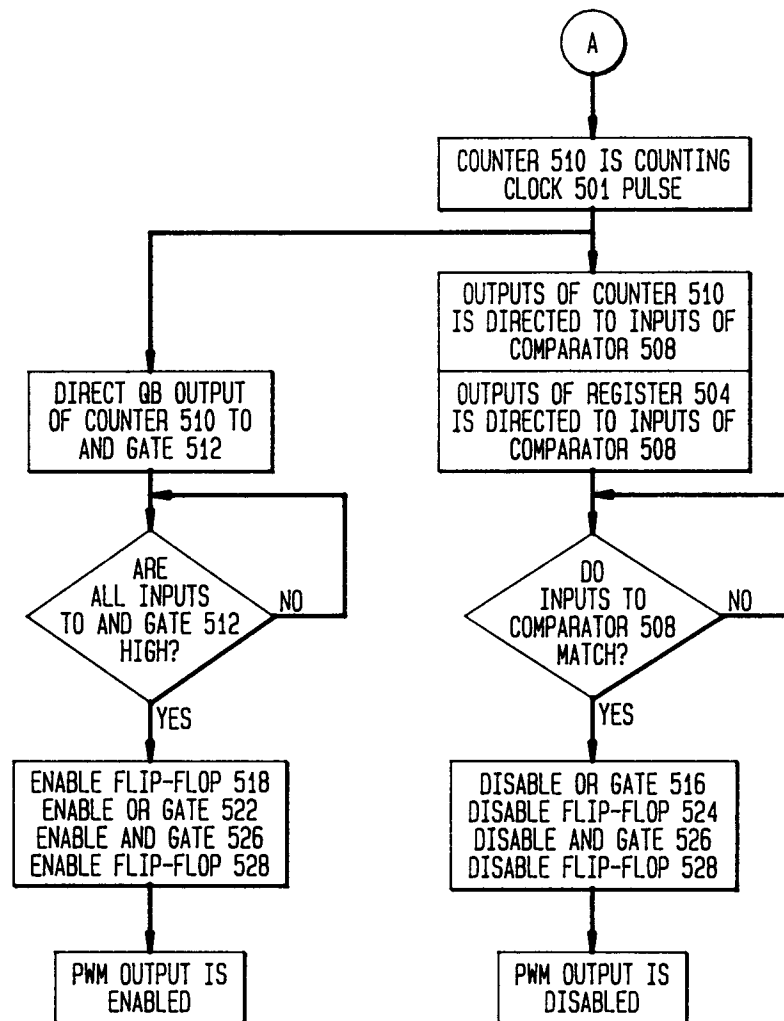 A
COUNTER 510 IS COUNTING
CLOCK 501 PULSE
OUTPUTS OF COUNTER 510
IS DIRECTED TO INPUTS OF
COMPARATOR 508
DIRECT QB OUTPUT
OF COUNTER 510 TO
AND GATE 512
OUTPUTS OF REGISTER 504
IS DIRECTED TO INPUTS OF
COMPARATOR 508
ARE
ALL INPUTS
TO AND GATE 512
HIGH?
NO
YES
DO
INPUTS TO
COMPARATOR 508
MATCH?
NO
YES
ENABLE FLIP-FLOP 518
ENABLE OR GATE 522
ENABLE AND GATE 526
ENABLE FLIP-FLOP 528
DISABLE OR GATE 516
DISABLE FLIP-FLOP 524
DISABLE AND GATE 526
DISABLE FLIP-FLOP 528
PWM OUTPUT IS
ENABLED
PWM OUTPUT IS
DISABLED